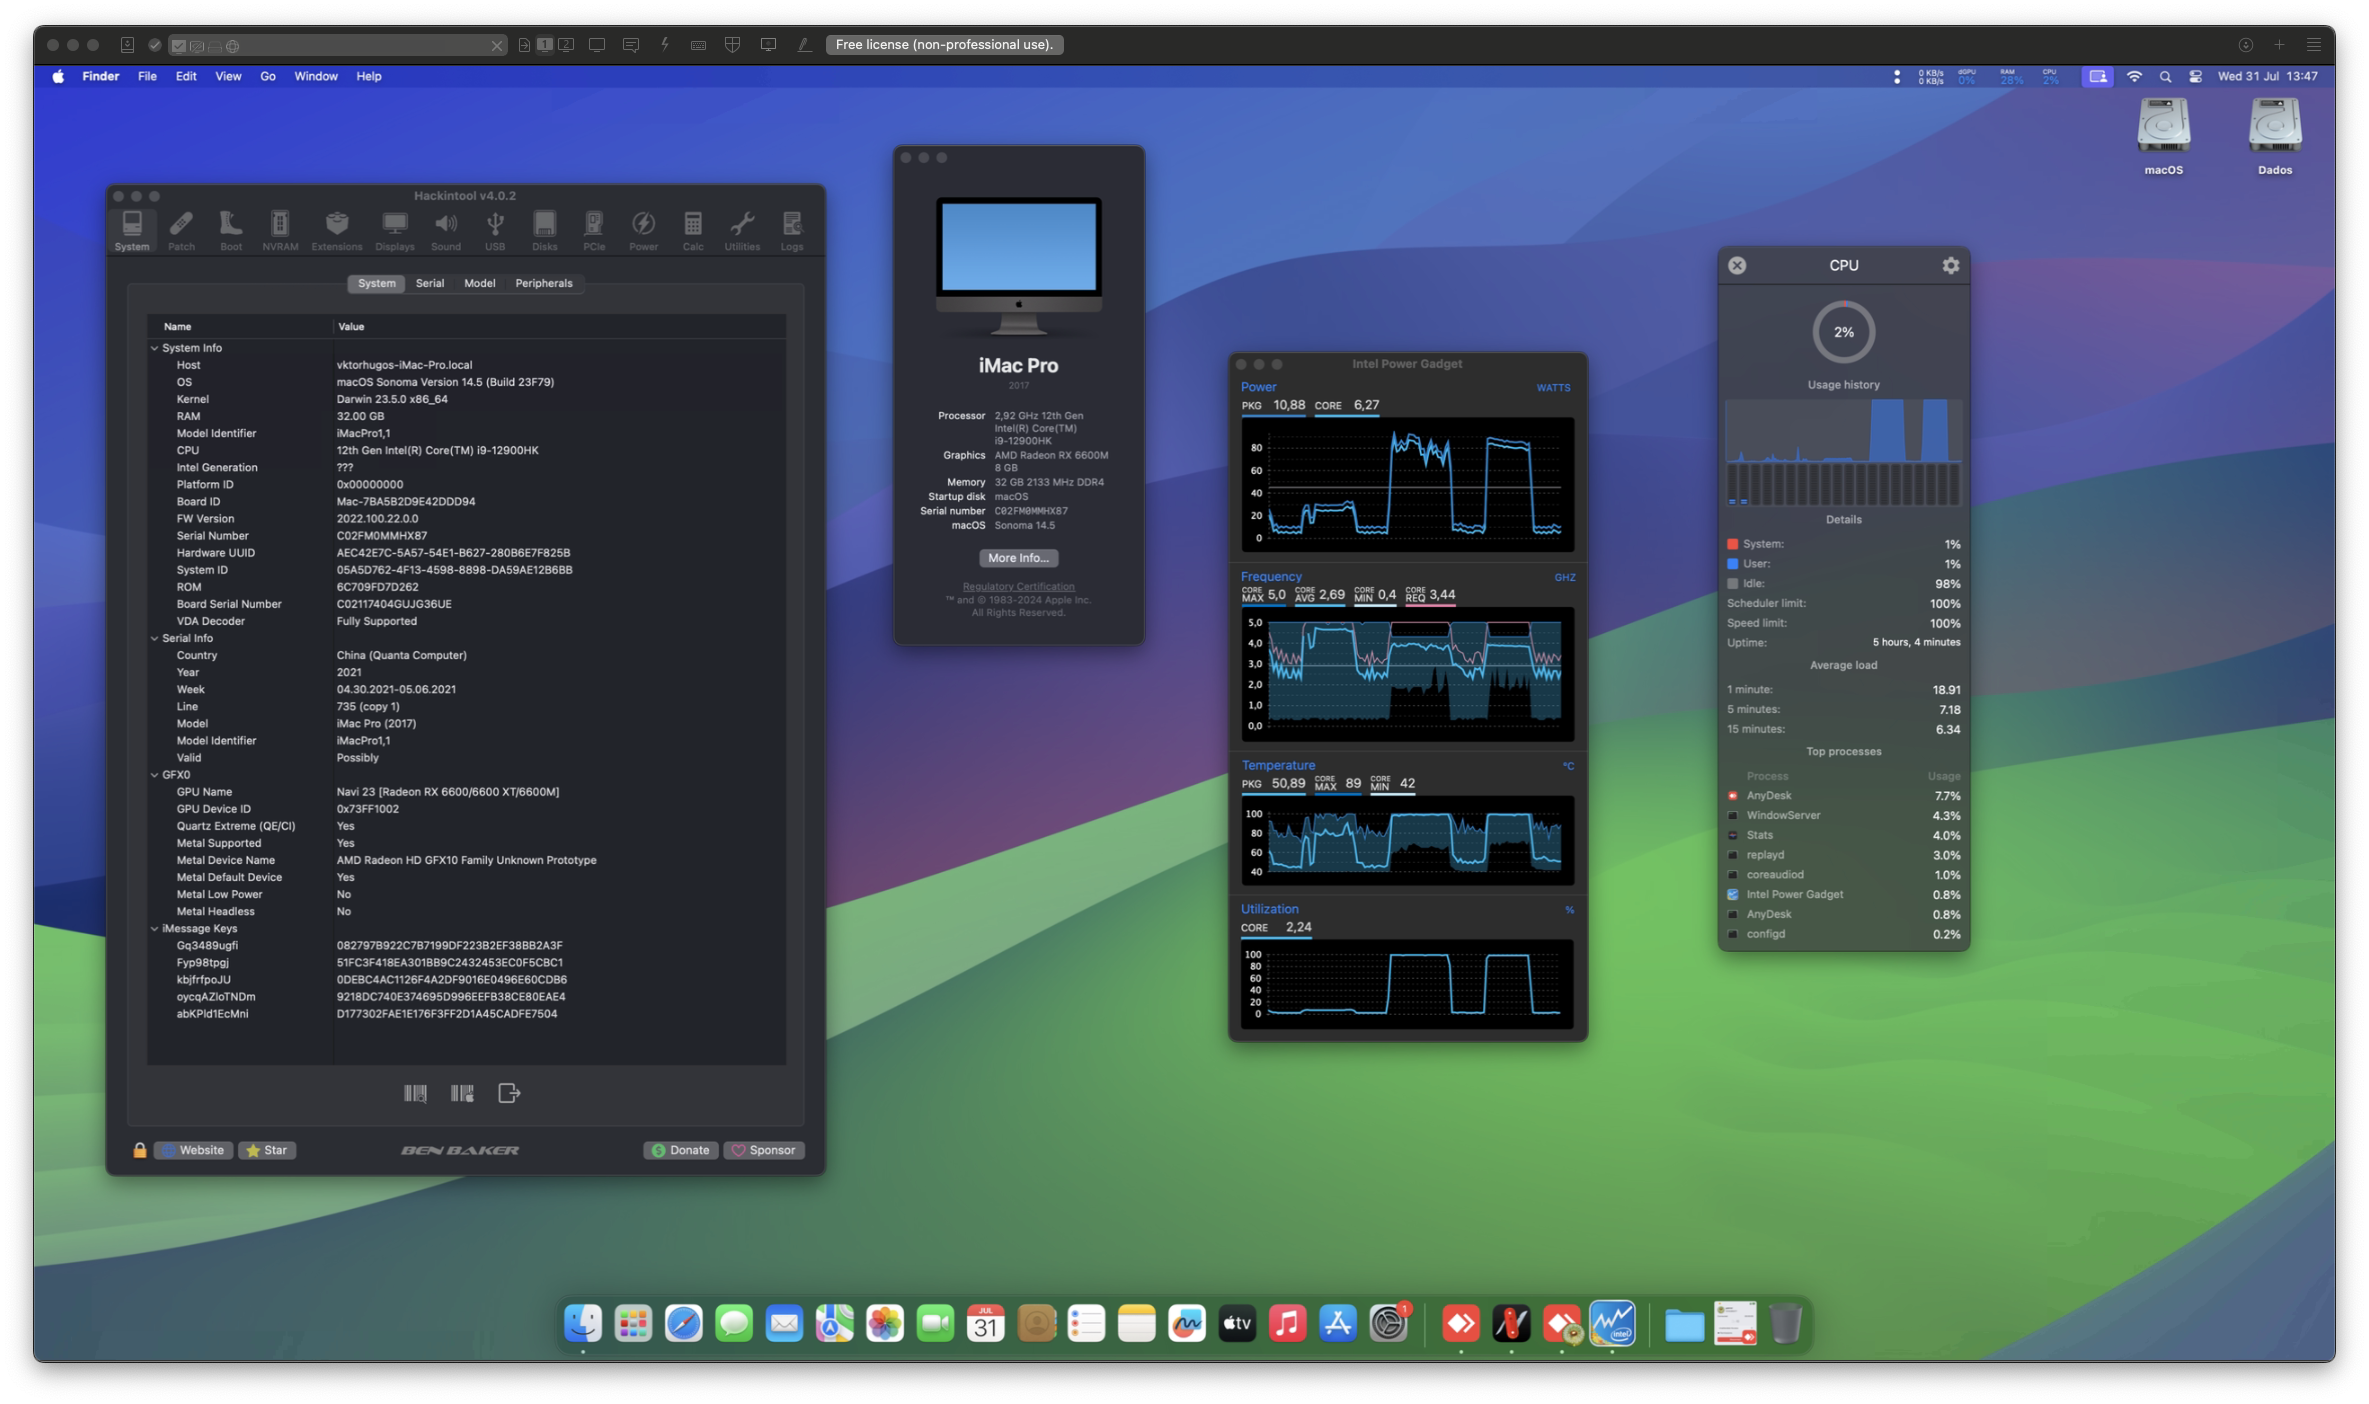 Free license (non-professional use).
Finder File Edit View Go Window Help
0 KB/s
0 KB/s
dGPU
0%
RAM
28%
CPU
2%
Wed 31 Jul 13:47
macOS
Dados
Hackintool v4.0.2
System Patch Boot NVRAM Extensions Displays Sound USB Disks PCIe Power Calc Utilities Logs
System Serial Model Peripherals
Name Value
System Info
Host vktorhugos-iMac-Pro.local
OS macOS Sonoma Version 14.5 (Build 23F79)
Kernel Darwin 23.5.0 x86_64
RAM 32.00 GB
Model Identifier iMacPro1,1
CPU 12th Gen Intel(R) Core(TM) i9-12900HK
Intel Generation ???
Platform ID 0x00000000
Board ID Mac-7BA5B2D9E42DDD94
FW Version 2022.100.22.0.0
Serial Number C02FM0MMHX87
Hardware UUID AEC42E7C-5A57-54E1-B627-280B6E7F825B
System ID 05A5D762-4F13-4598-8898-DA59AE12B6BB
ROM 6C709FD7D262
Board Serial Number C02117404GUJG36UE
VDA Decoder Fully Supported
Serial Info
Country China (Quanta Computer)
Year 2021
Week 04.30.2021-05.06.2021
Line 735 (copy 1)
Model iMac Pro (2017)
Model Identifier iMacPro1,1
Valid Possibly
GFX0
GPU Name Navi 23 [Radeon RX 6600/6600 XT/6600M]
GPU Device ID 0x73FF1002
Quartz Extreme (QE/CI) Yes
Metal Supported Yes
Metal Device Name AMD Radeon HD GFX10 Family Unknown Prototype
Metal Default Device Yes
Metal Low Power No
Metal Headless No
iMessage Keys
Gq3489ugfi 082797B922C7B7199DF223B2EF38BB2A3F
Fyp98tpgj 51FC3F418EA301BB9C2432453EC0F5CBC1
kbjfrfpoJU 0DEBC4AC1126F4A2DF9016E0496E60CDB6
oycqAZloTNDm 9218DC740E374695D996EEFB38CE80EAE4
abKPld1EcMni D177302FAE1E176F3FF2D1A45CADFE7504
Website Star BEN BAKER Donate Sponsor
iMac Pro
2017
Processor 2,92 GHz 12th Gen
Intel(R) Core(TM)
i9-12900HK
Graphics AMD Radeon RX 6600M
8 GB
Memory 32 GB 2133 MHz DDR4
Startup disk macOS
Serial number C02FM0MMHX87
macOS Sonoma 14.5
More Info...
Regulatory Certification
™ and © 1983-2024 Apple Inc.
All Rights Reserved.
Intel Power Gadget
Power WATTS
PKG 10,88 CORE 6,27
80
60
40
20
0
Frequency GHZ
CORE MAX 5,0 CORE AVG 2,69 CORE MIN 0,4 CORE REQ 3,44
5,0
4,0
3,0
2,0
1,0
0,0
Temperature °C
PKG 50,89 CORE MAX 89 CORE MIN 42
100
80
60
40
Utilization %
CORE 2,24
100
80
60
40
20
0
CPU
2%
Usage history
Details
System: 1%
User: 1%
Idle: 98%
Scheduler limit: 100%
Speed limit: 100%
Uptime: 5 hours, 4 minutes
Average load
1 minute: 18.91
5 minutes: 7.18
15 minutes: 6.34
Top processes
Process Usage
AnyDesk 7.7%
WindowServer 4.3%
Stats 4.0%
replayd 3.0%
coreaudiod 1.0%
Intel Power Gadget 0.8%
AnyDesk 0.8%
configd 0.2%
JUL
31
tv
1
intel